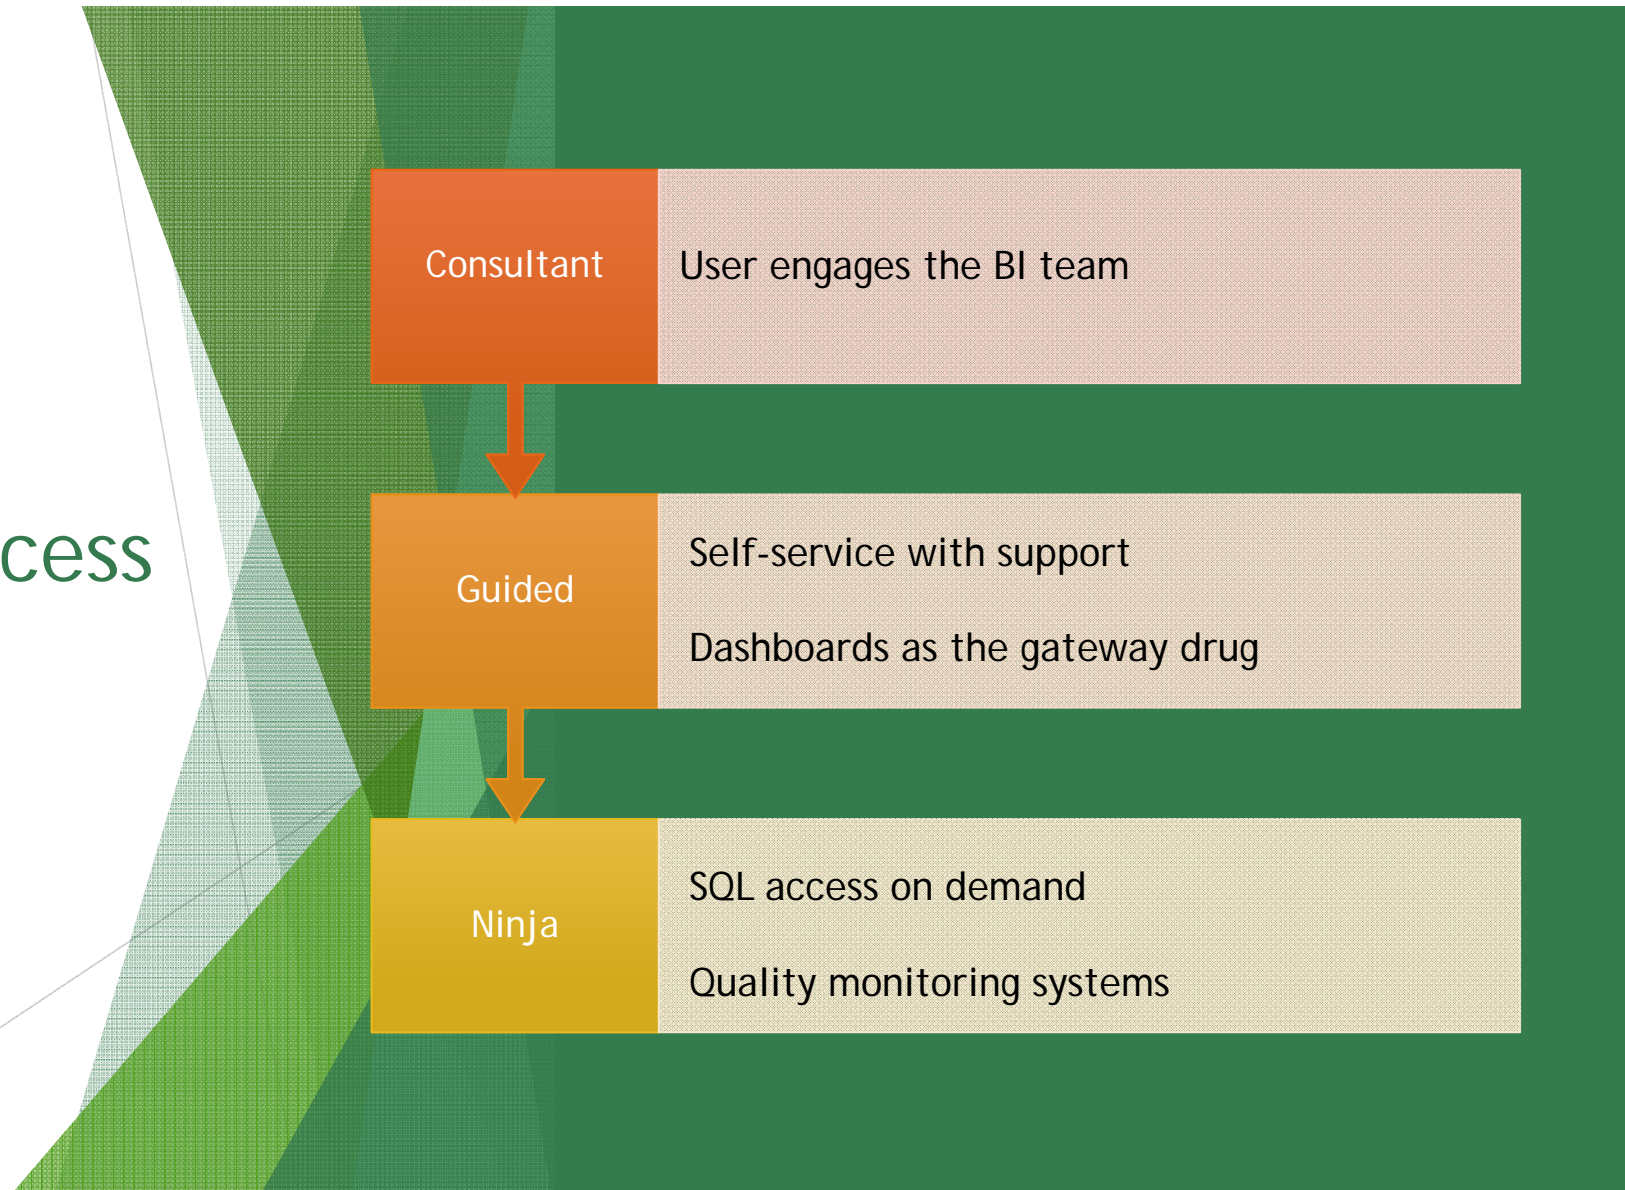 cess
Consultant
User engages the BI team
Guided
Self-service with support
Dashboards as the gateway drug
Ninja
SQL access on demand
Quality monitoring systems